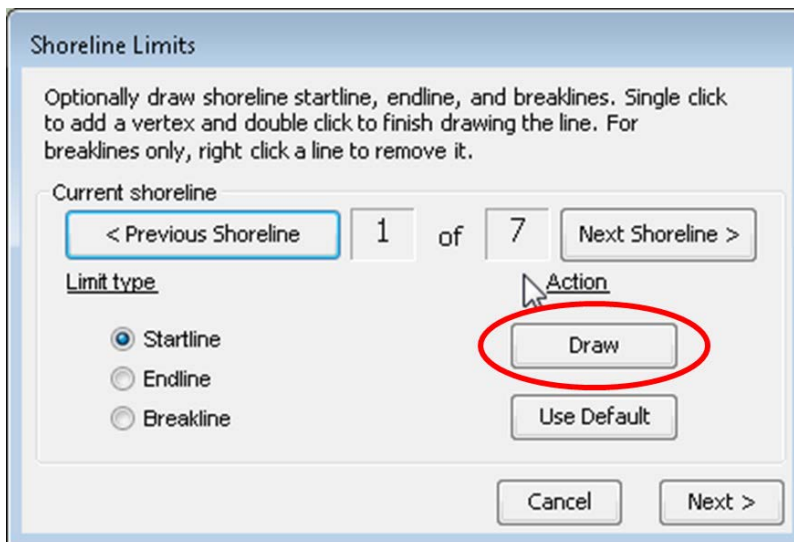 Shoreline Limits
Optionally draw shoreline startline, endline, and breaklines. Single click
to add a vertex and double click to finish drawing the line. For
breaklines only, right click a line to remove it.
Current shoreline
< Previous Shoreline 1 of 7 Next Shoreline >
Limit type Action
Startline Draw
Endline
Breakline Use Default
Cancel Next >